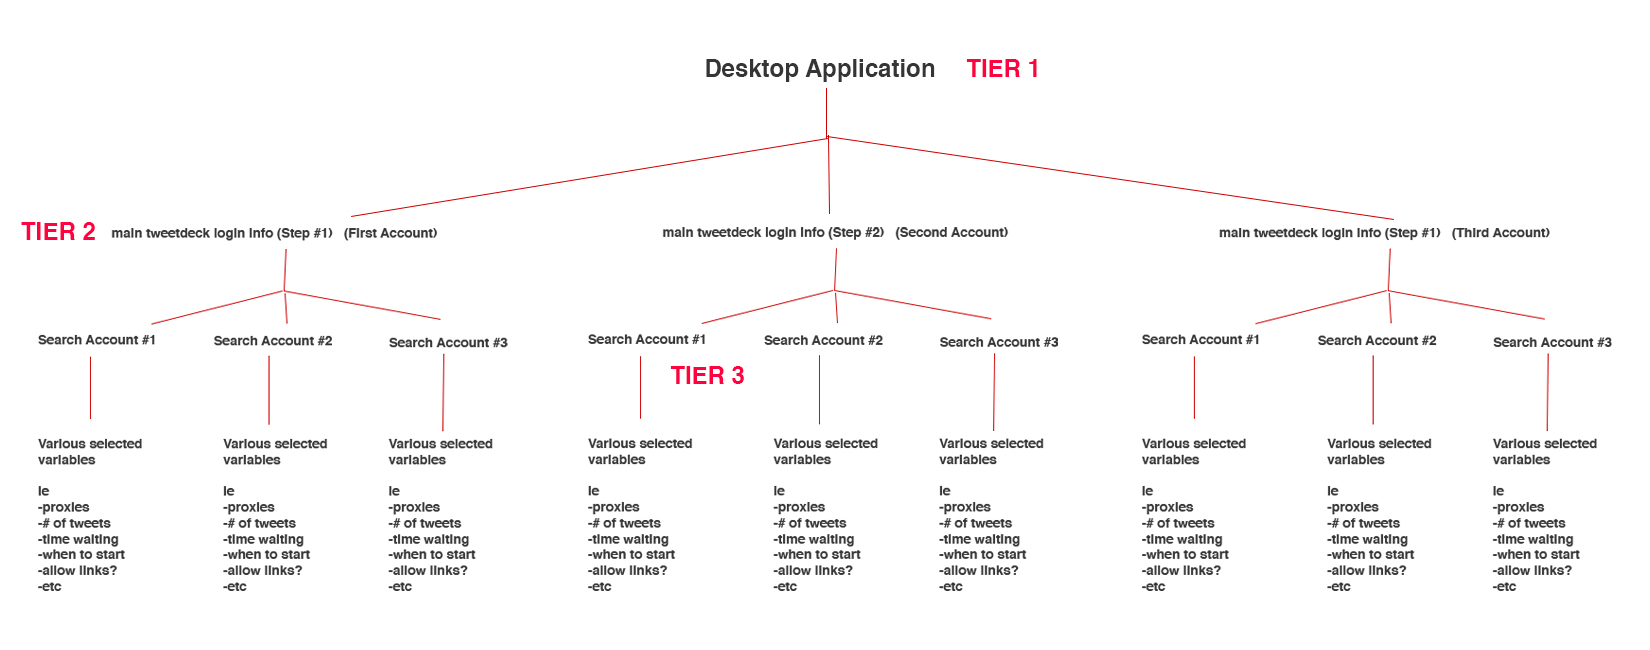 Desktop Application TIER 1
TIER 2 main tweetdeck login info (Step #1) (First Account)
main tweetdeck login info (Step #2) (Second Account)
main tweetdeck login info (Step #1) (Third Account)
Search Account #1
Search Account #2
Search Account #3
Search Account #1
Search Account #2
Search Account #3
Search Account #1
Search Account #2
Search Account #3
TIER 3
Various selected
variables
Ie
-proxies
-# of tweets
-time waiting
-when to start
-allow links?
-etc
Various selected
variables
Ie
-proxies
-# of tweets
-time waiting
-when to start
-allow links?
-etc
Various selected
variables
Ie
-proxies
-# of tweets
-time waiting
-when to start
-allow links?
-etc
Various selected
variables
Ie
-proxies
-# of tweets
-time waiting
-when to start
-allow links?
-etc
Various selected
variables
Ie
-proxies
-# of tweets
-time waiting
-when to start
-allow links?
-etc
Various selected
variables
Ie
-proxies
-# of tweets
-time waiting
-when to start
-allow links?
-etc
Various selected
variables
Ie
-proxies
-# of tweets
-time waiting
-when to start
-allow links?
-etc
Various selected
variables
Ie
-proxies
-# of tweets
-time waiting
-when to start
-allow links?
-etc
Various selected
variables
Ie
-proxies
-# of tweets
-time waiting
-when to start
-allow links?
-etc